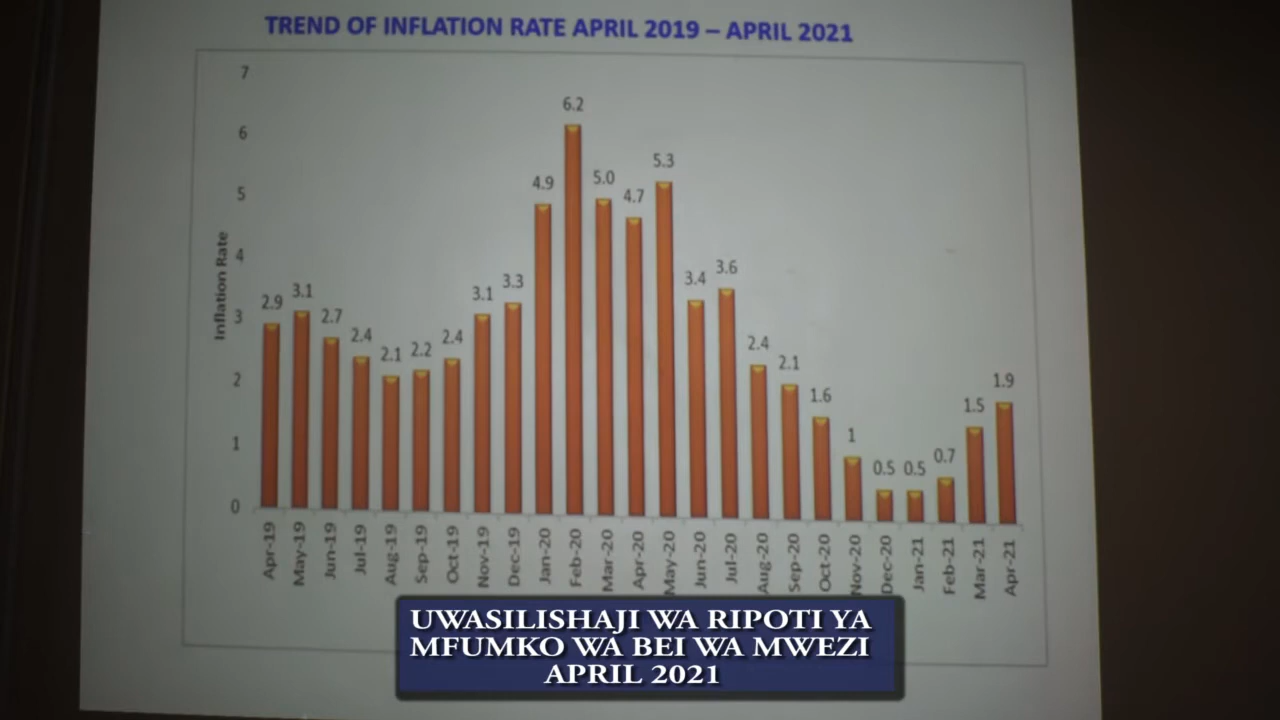 TREND OF INFLATION RATE APRIL 2019 – APRIL 2021
7
6
5
4
3
2
1
0
Inflation Rate
2.9
3.1
2.7
2.4
2.1
2.2
2.4
3.1
3.3
4.9
6.2
5.0
4.7
5.3
3.4
3.6
2.4
2.1
1.6
1
0.5
0.5
0.7
1.5
1.9
Apr-19
May-19
Jun-19
Jul-19
Aug-19
Sep-19
Oct-19
Nov-19
Dec-19
Jan-20
Feb-20
Mar-20
Apr-20
May-20
Jun-20
Jul-20
Aug-20
Sep-20
Oct-20
Nov-20
Dec-20
Jan-21
Feb-21
Mar-21
Apr-21
UWASILISHAJI WA RIPOTI YA
MFUMKO WA BEI WA MWEZI
APRIL 2021